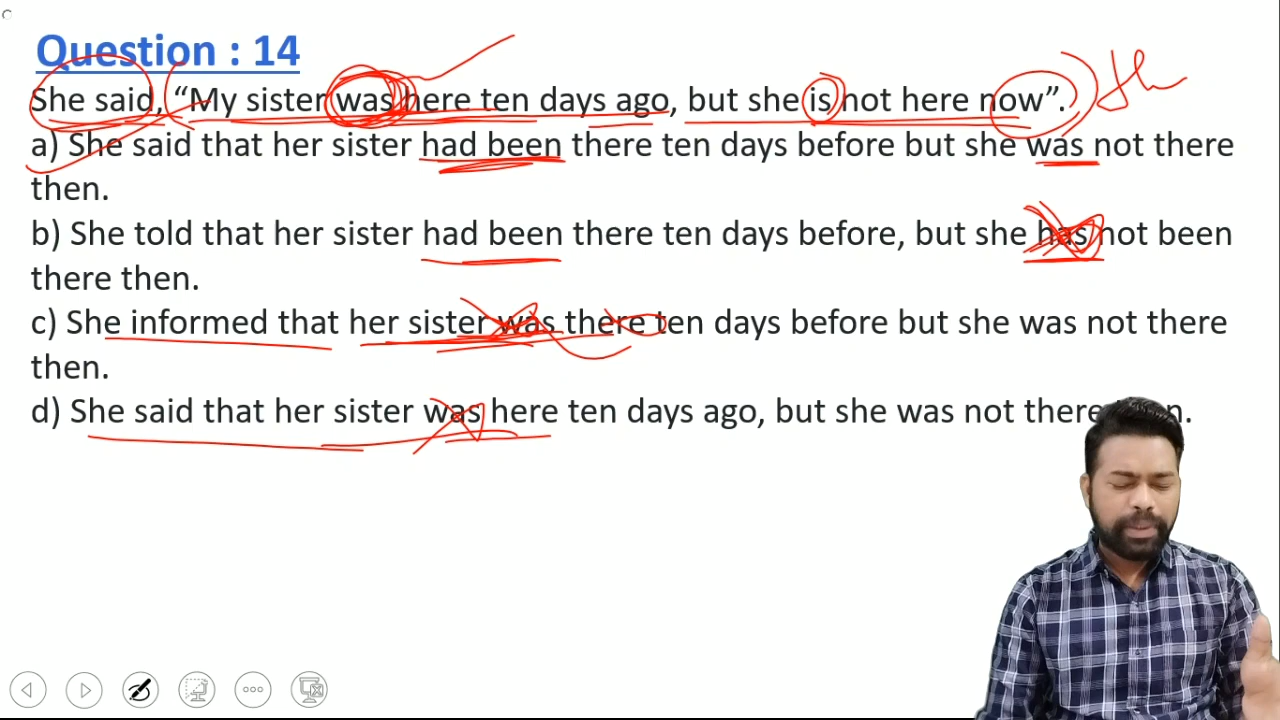 Question : 14
She said, “My sister was here ten days ago, but she is not here now”.
a) She said that her sister had been there ten days before but she was not there
then.
b) She told that her sister had been there ten days before, but she has not been
there then.
c) She informed that her sister was there ten days before but she was not there
then.
d) She said that her sister was here ten days ago, but she was not there